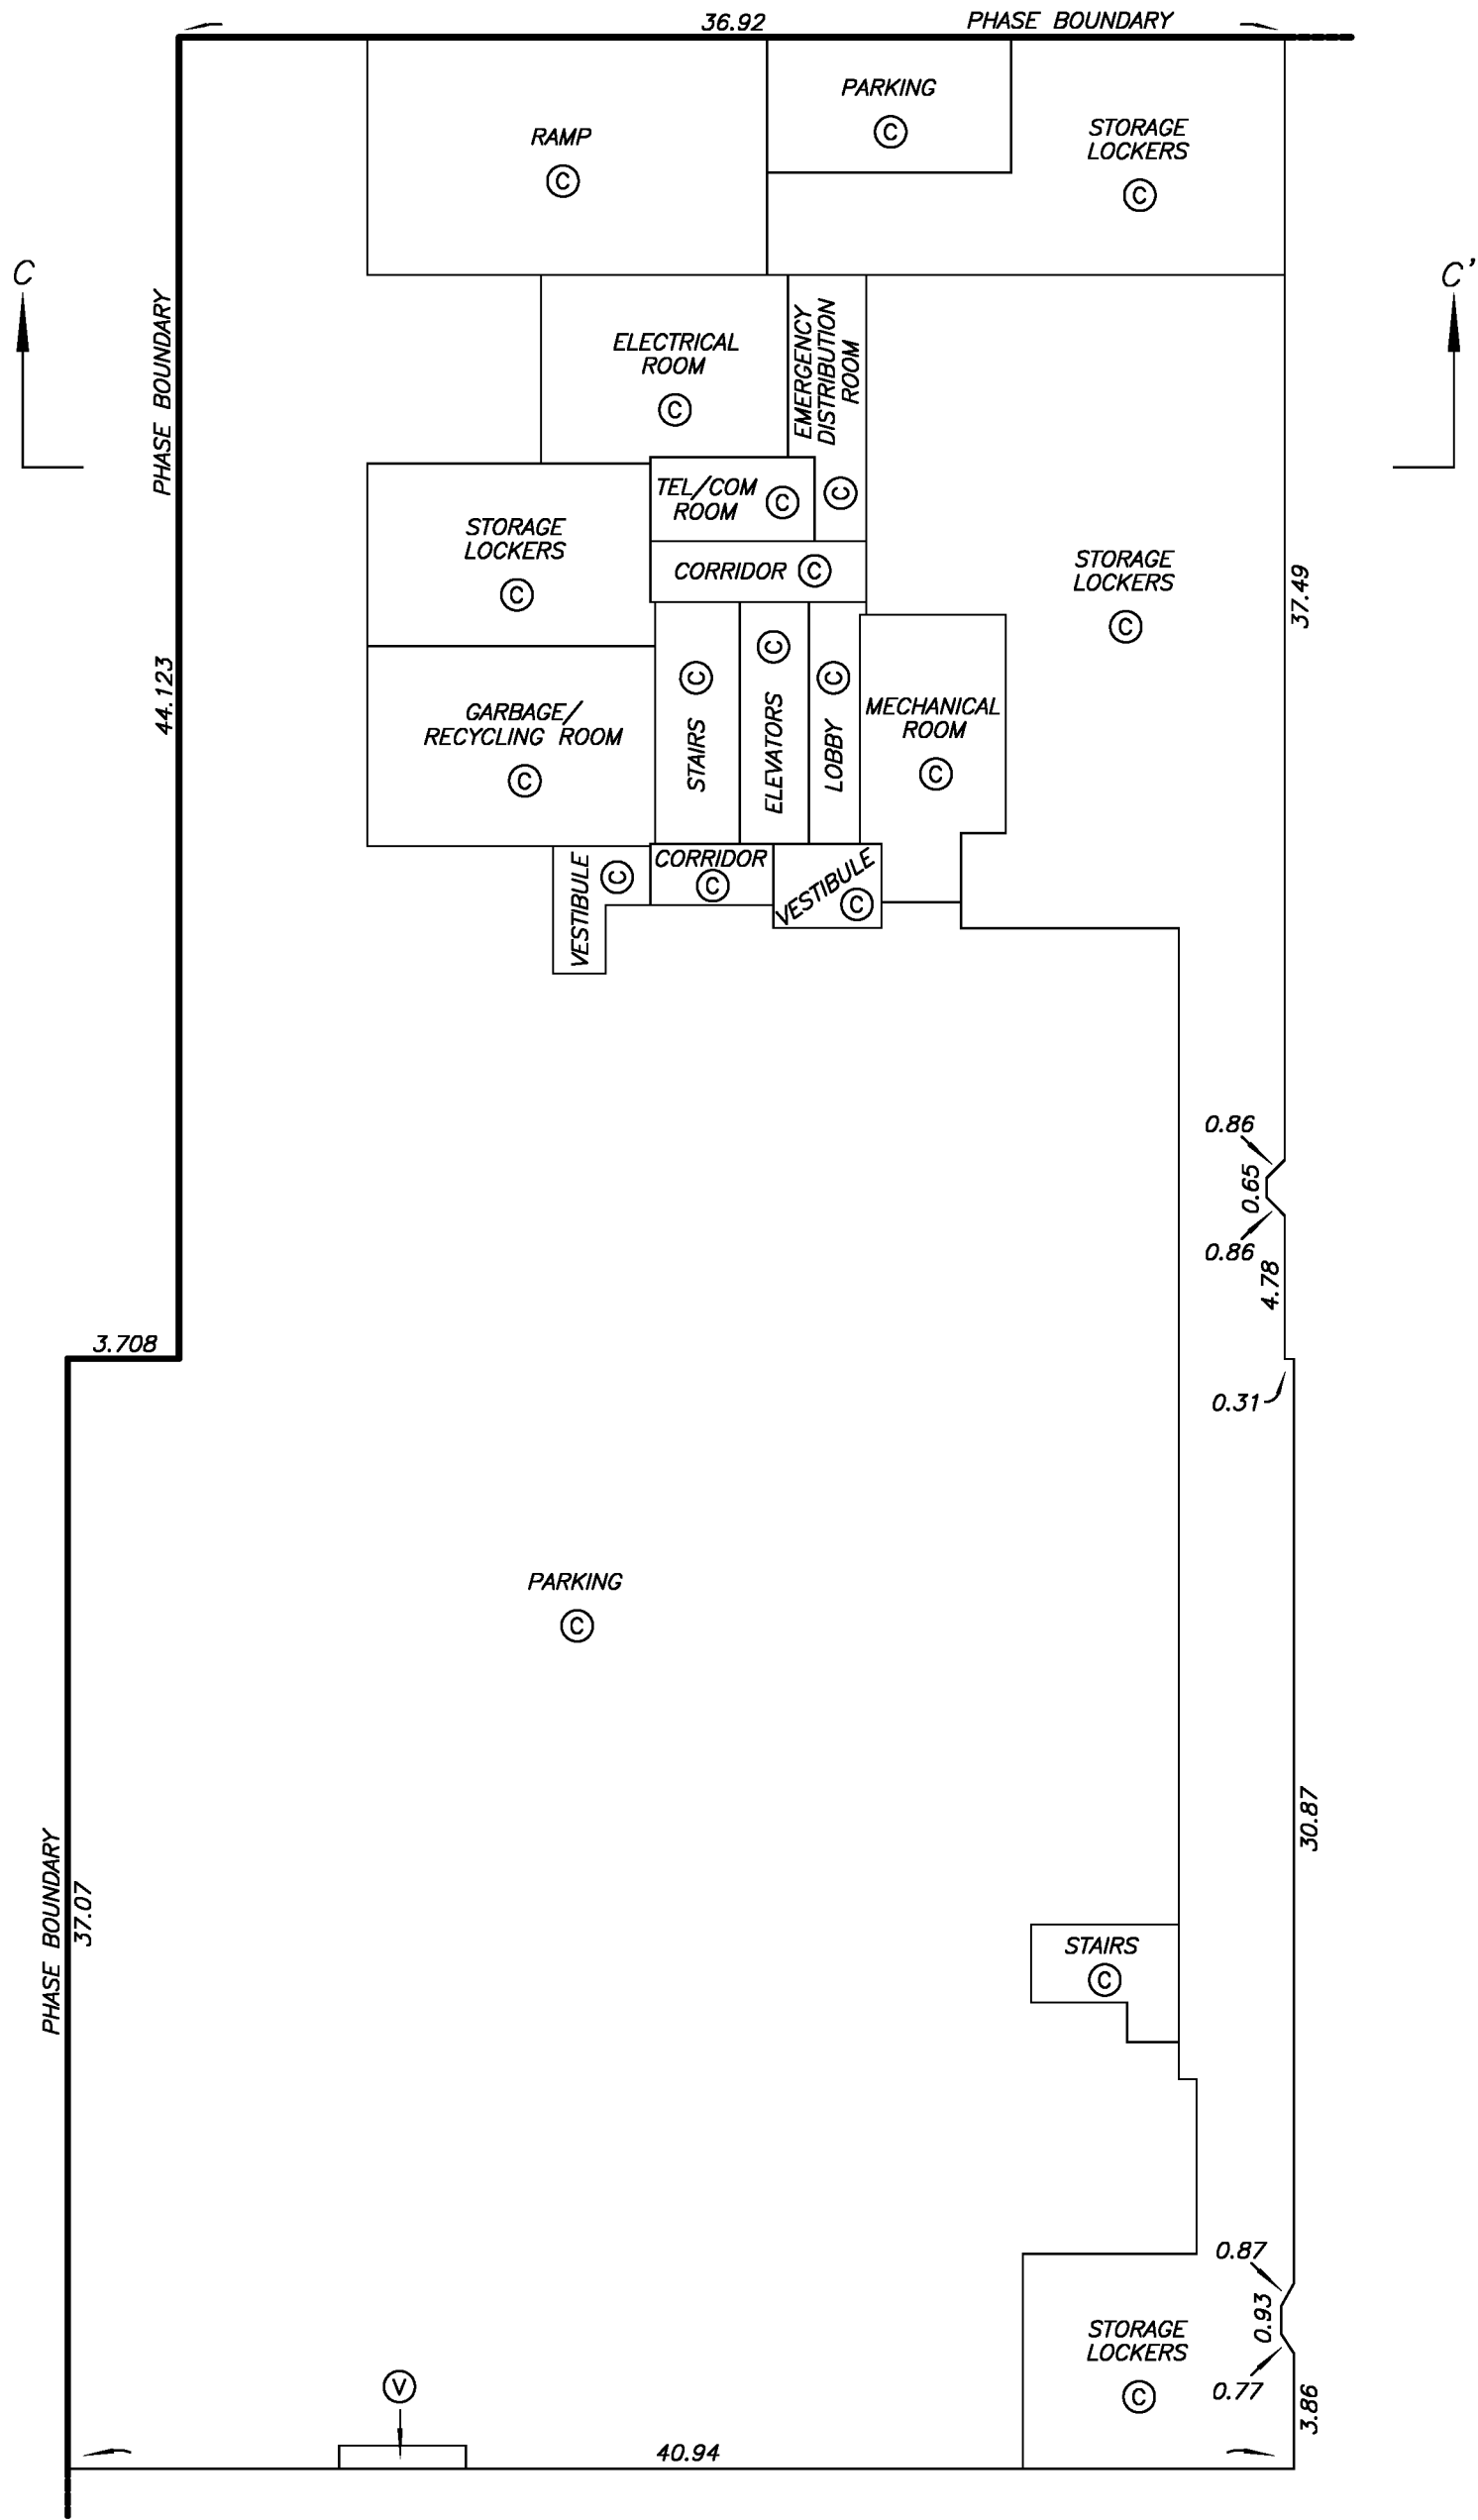 36.92
PHASE BOUNDARY
PARKING
C
RAMP
C
STORAGE
LOCKERS
C
C
C'
PHASE BOUNDARY
44.123
ELECTRICAL
ROOM
C
EMERGENCY
DISTRIBUTION
ROOM
C
TEL/COM
ROOM
C
STORAGE
LOCKERS
C
CORRIDOR C
STORAGE
LOCKERS
C
37.49
GARBAGE/
RECYCLING ROOM
C
STAIRS C
ELEVATORS C
LOBBY C
MECHANICAL
ROOM
C
VESTIBULE C
CORRIDOR
C
VESTIBULE
C
0.86
0.65
0.86
4.78
3.708
0.31
PARKING
C
30.87
PHASE BOUNDARY
37.07
STAIRS
C
0.87
0.93
0.77
3.86
STORAGE
LOCKERS
C
V
40.94